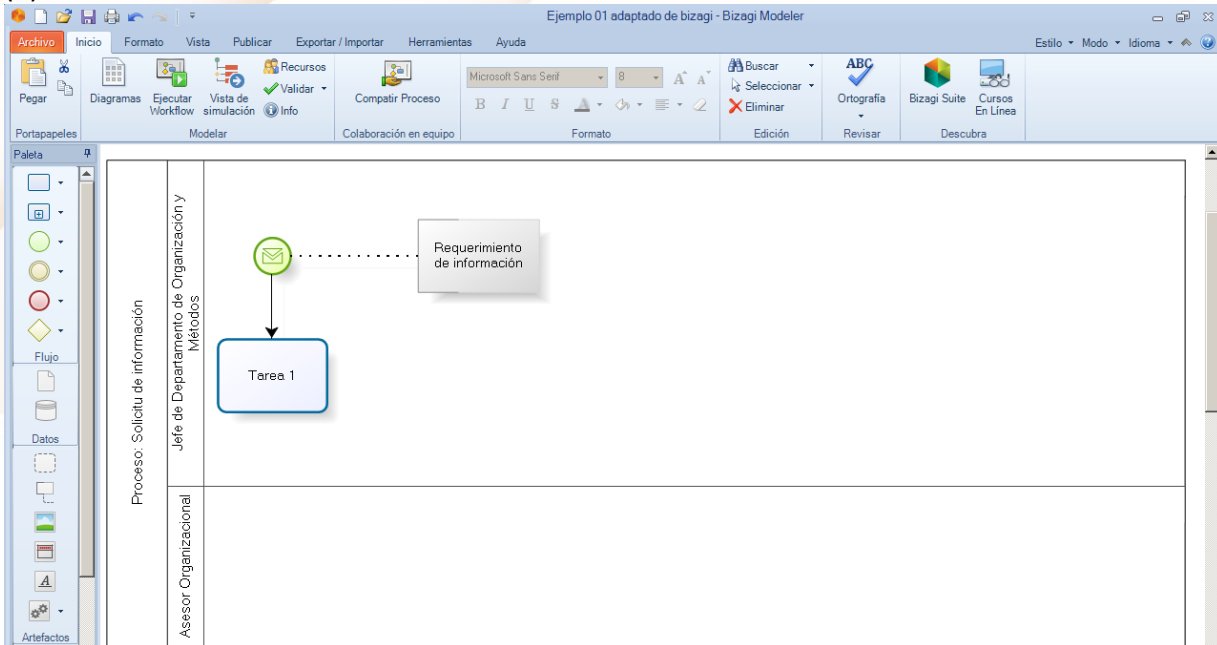 Ejemplo 01 adaptado de bizagi - Bizagi Modeler
Archivo Inicio Formato Vista Publicar Exportar / Importar Herramientas Ayuda
Estilo Modo Idioma
Pegar
Portapapeles
Diagramas
Ejecutar
Workflow
Vista de
simulación
Recursos
Validar
Info
Modelar
Compatir Proceso
Colaboración en equipo
Microsoft Sans Serif 8 A A
B I U S A
Formato
Buscar
Seleccionar
Eliminar
Edición
ABC
Ortografía
Revisar
Bizagi Suite
Cursos
En Línea
Descubra
Paleta
Flujo
Datos
A
Artefactos
Proceso: Solicitu de información
Jefe de Departamento de Organización y
Métodos
Requerimiento
de información
Tarea 1
Asesor Organizacional